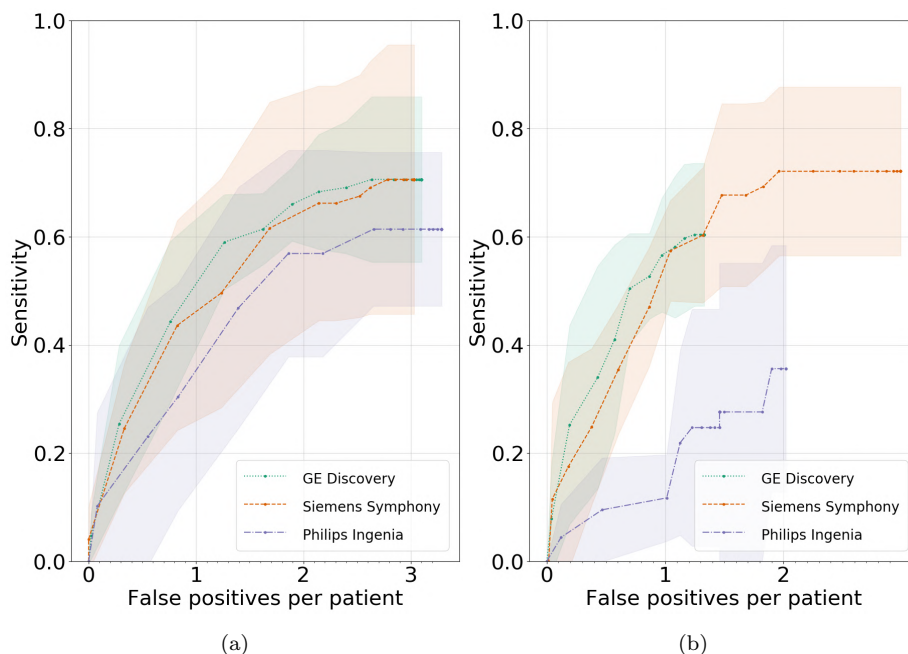 1.0
0.8
0.6
0.4
0.2
0.0
Sensitivity
0 1 2 3
False positives per patient
GE Discovery
Siemens Symphony
Philips Ingenia
(a)
1.0
0.8
0.6
0.4
0.2
0.0
Sensitivity
0 1 2
False positives per patient
GE Discovery
Siemens Symphony
Philips Ingenia
(b)